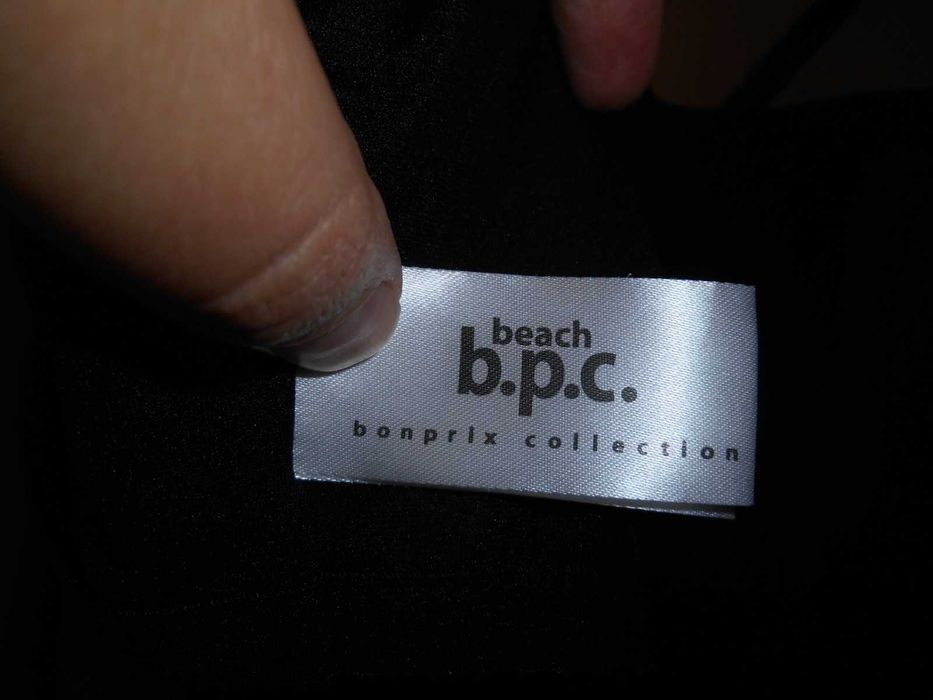 beach
b.p.c.
bonprix collection